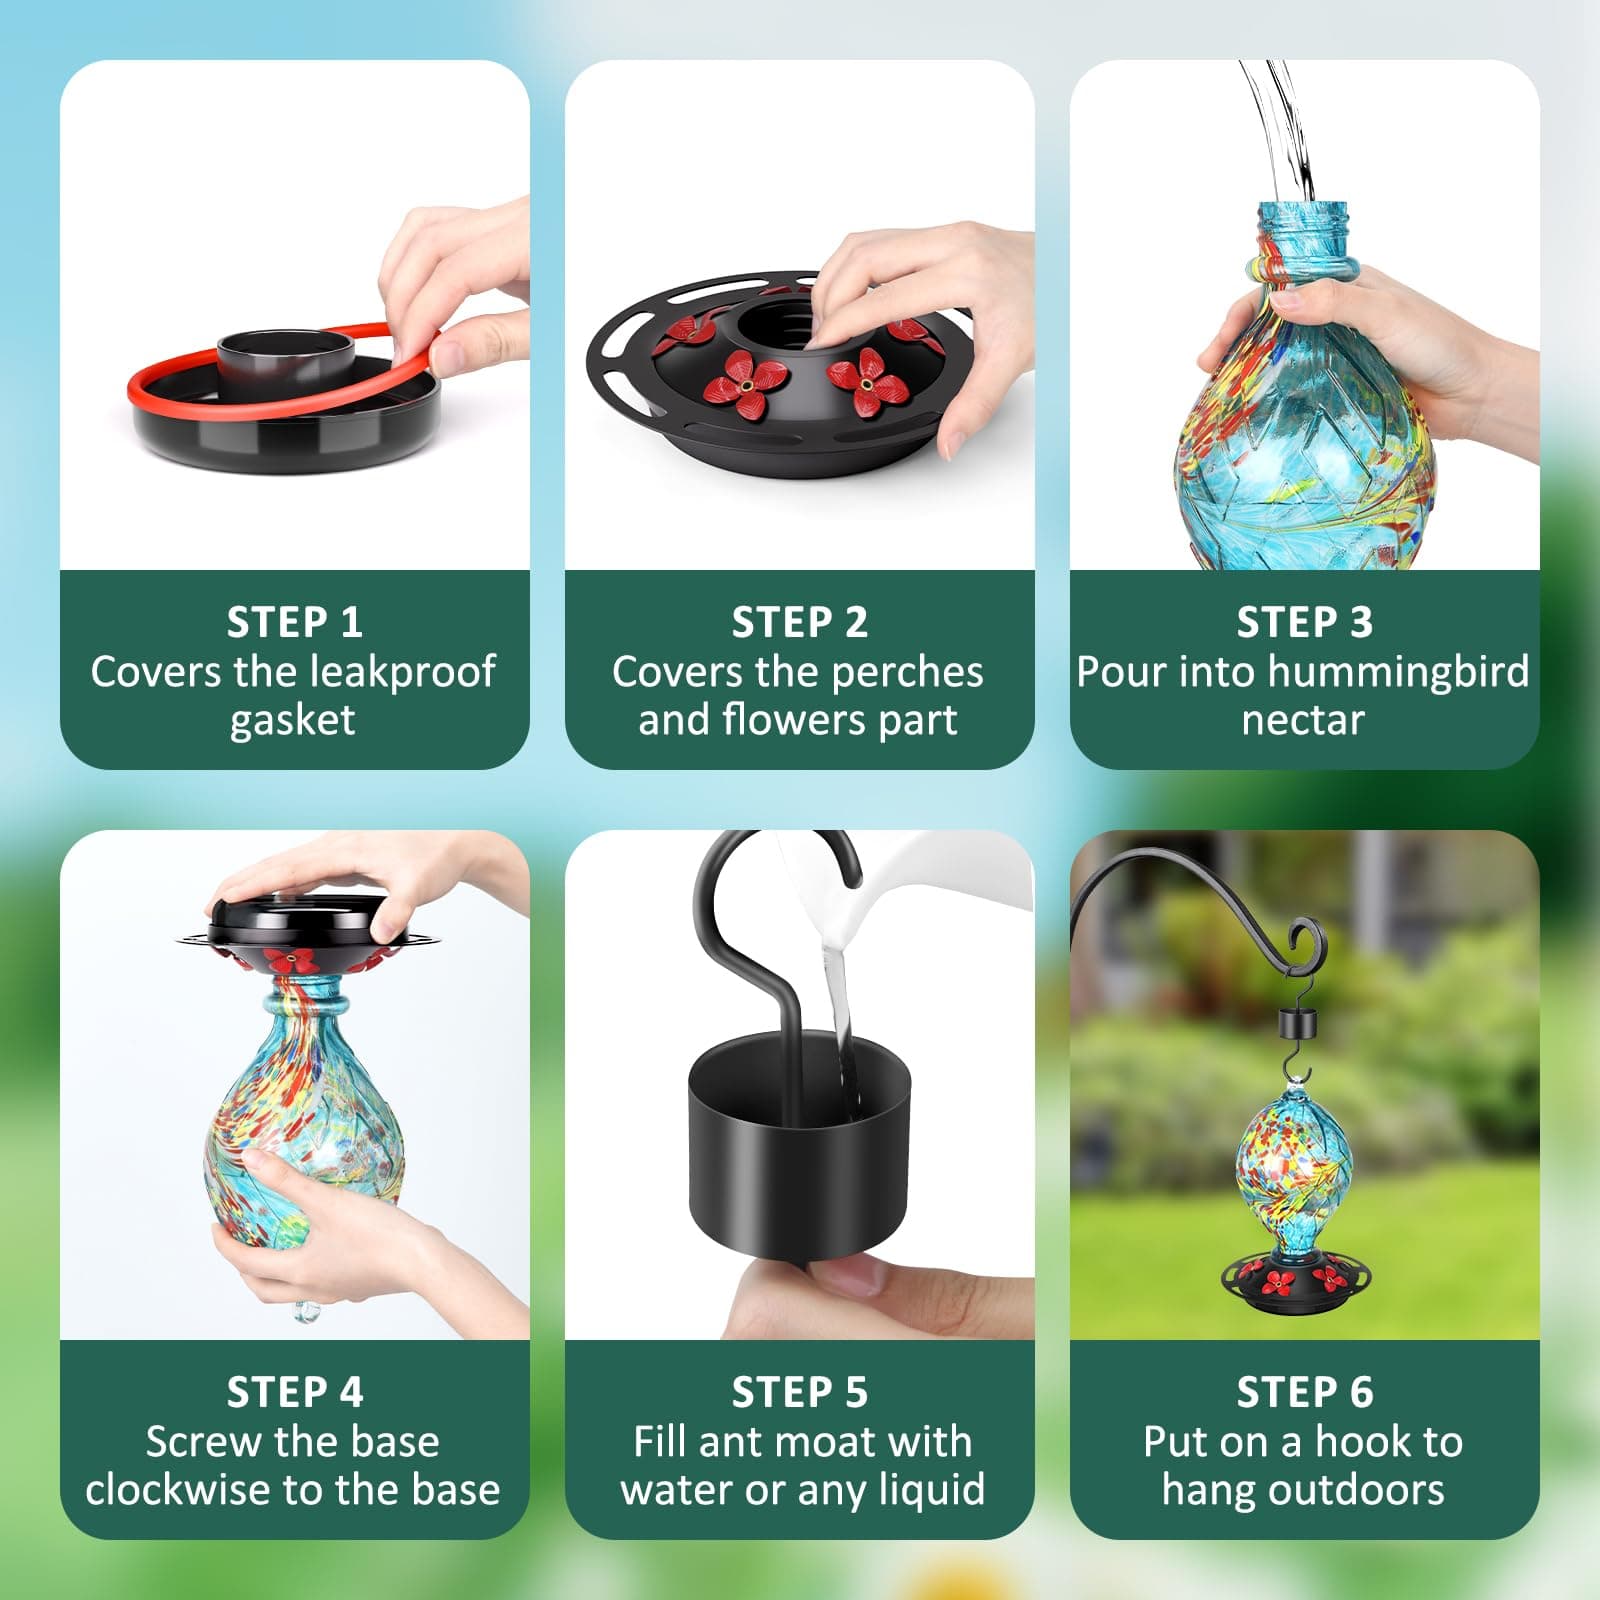 STEP 1
Covers the leakproof
gasket
STEP 2
Covers the perches
and flowers part
STEP 3
Pour into hummingbird
nectar
STEP 4
Screw the base
clockwise to the base
STEP 5
Fill ant moat with
water or any liquid
STEP 6
Put on a hook to
hang outdoors